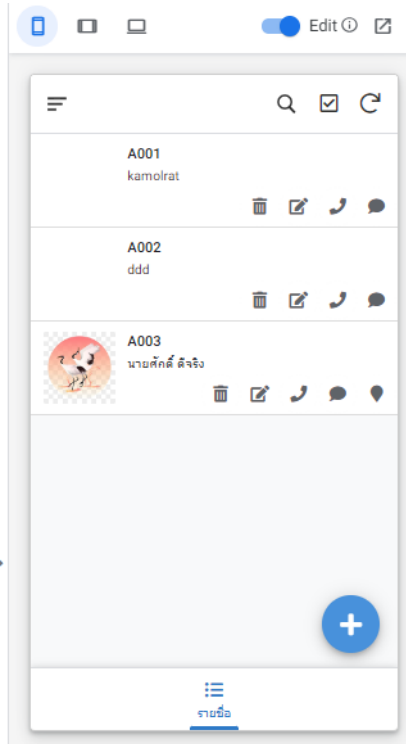 Edit
A001
kamolrat
A002
ddd
A003
นายศักดิ์ ดีจริง
รายชื่อ